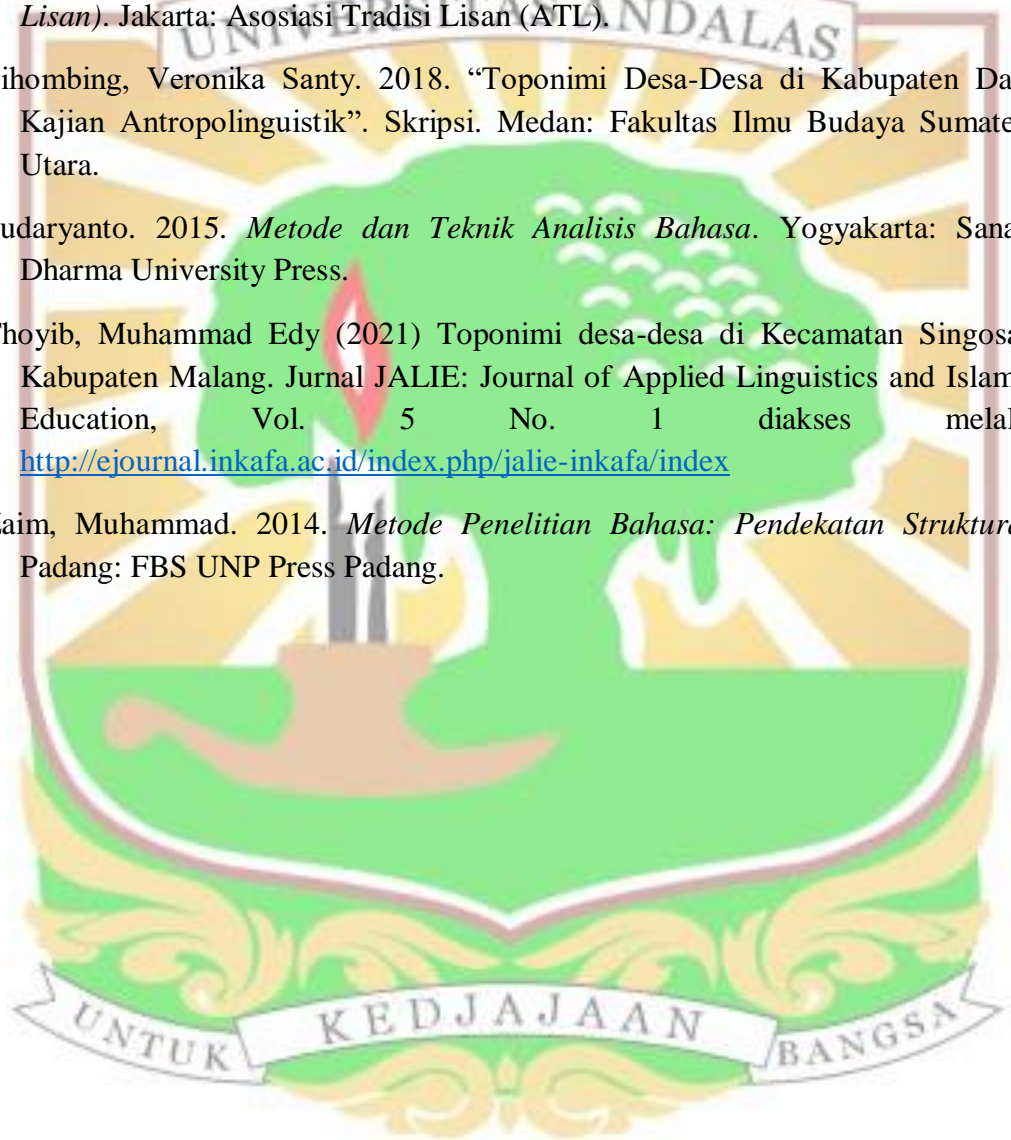 Lisan). Jakarta: Asosiasi Tradisi Lisan (ATL).
UNIVERSITAS ANDALAS
ihombing, Veronika Santy. 2018. “Toponimi Desa-Desa di Kabupaten Da
Kajian Antropolinguistik”. Skripsi. Medan: Fakultas Ilmu Budaya Sumate
Utara.
udaryanto. 2015. Metode dan Teknik Analisis Bahasa. Yogyakarta: Sana
Dharma University Press.
hoyib, Muhammad Edy (2021) Toponimi desa-desa di Kecamatan Singosa
Kabupaten Malang. Jurnal JALIE: Journal of Applied Linguistics and Islam
Education, Vol. 5 No. 1 diakses melal
http://ejournal.inkafa.ac.id/index.php/jalie-inkafa/index
Zaim, Muhammad. 2014. Metode Penelitian Bahasa: Pendekatan Struktura
Padang: FBS UNP Press Padang.
UNTUK KEDJAJAAN BANGSA